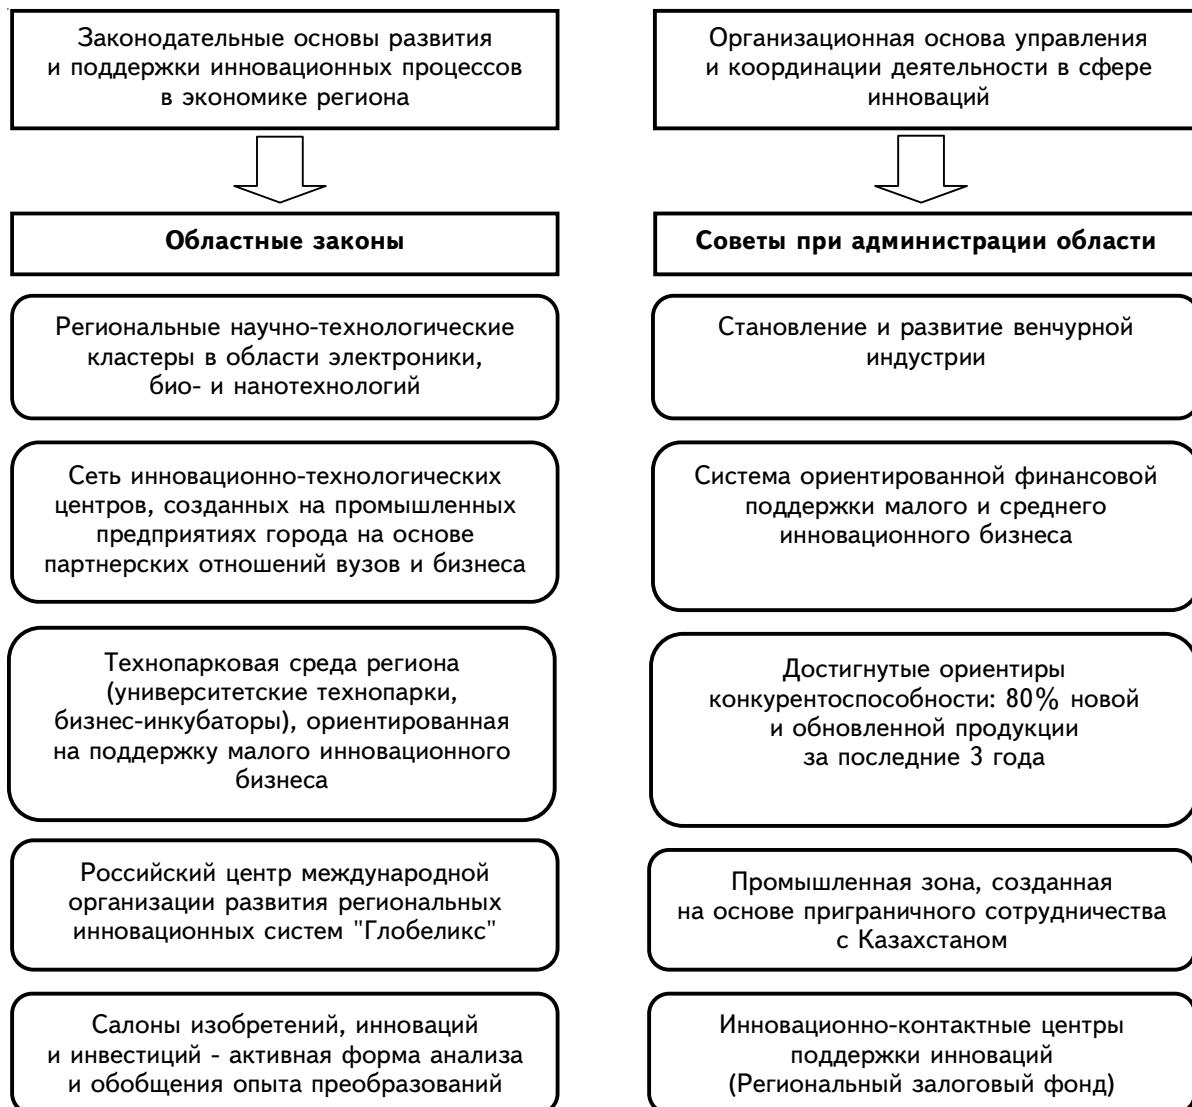 Законодательные основы развития
и поддержки инновационных процессов
в экономике региона
Организационная основа управления
и координации деятельности в сфере
инноваций
Областные законы
Советы при администрации области
Региональные научно-технологические
кластеры в области электроники,
био- и нанотехнологий
Становление и развитие венчурной
индустрии
Сеть инновационно-технологических
центров, созданных на промышленных
предприятиях города на основе
партнерских отношений вузов и бизнеса
Система ориентированной финансовой
поддержки малого и среднего
инновационного бизнеса
Технопарковая среда региона
(университетские технопарки,
бизнес-инкубаторы), ориентированная
на поддержку малого инновационного
бизнеса
Достигнутые ориентиры
конкурентоспособности: 80% новой
и обновленной продукции
за последние 3 года
Российский центр международной
организации развития региональных
инновационных систем "Глобеликс"
Промышленная зона, созданная
на основе приграничного сотрудничества
с Казахстаном
Салоны изобретений, инноваций
и инвестиций - активная форма анализа
и обобщения опыта преобразований
Инновационно-контактные центры
поддержки инноваций
(Региональный залоговый фонд)